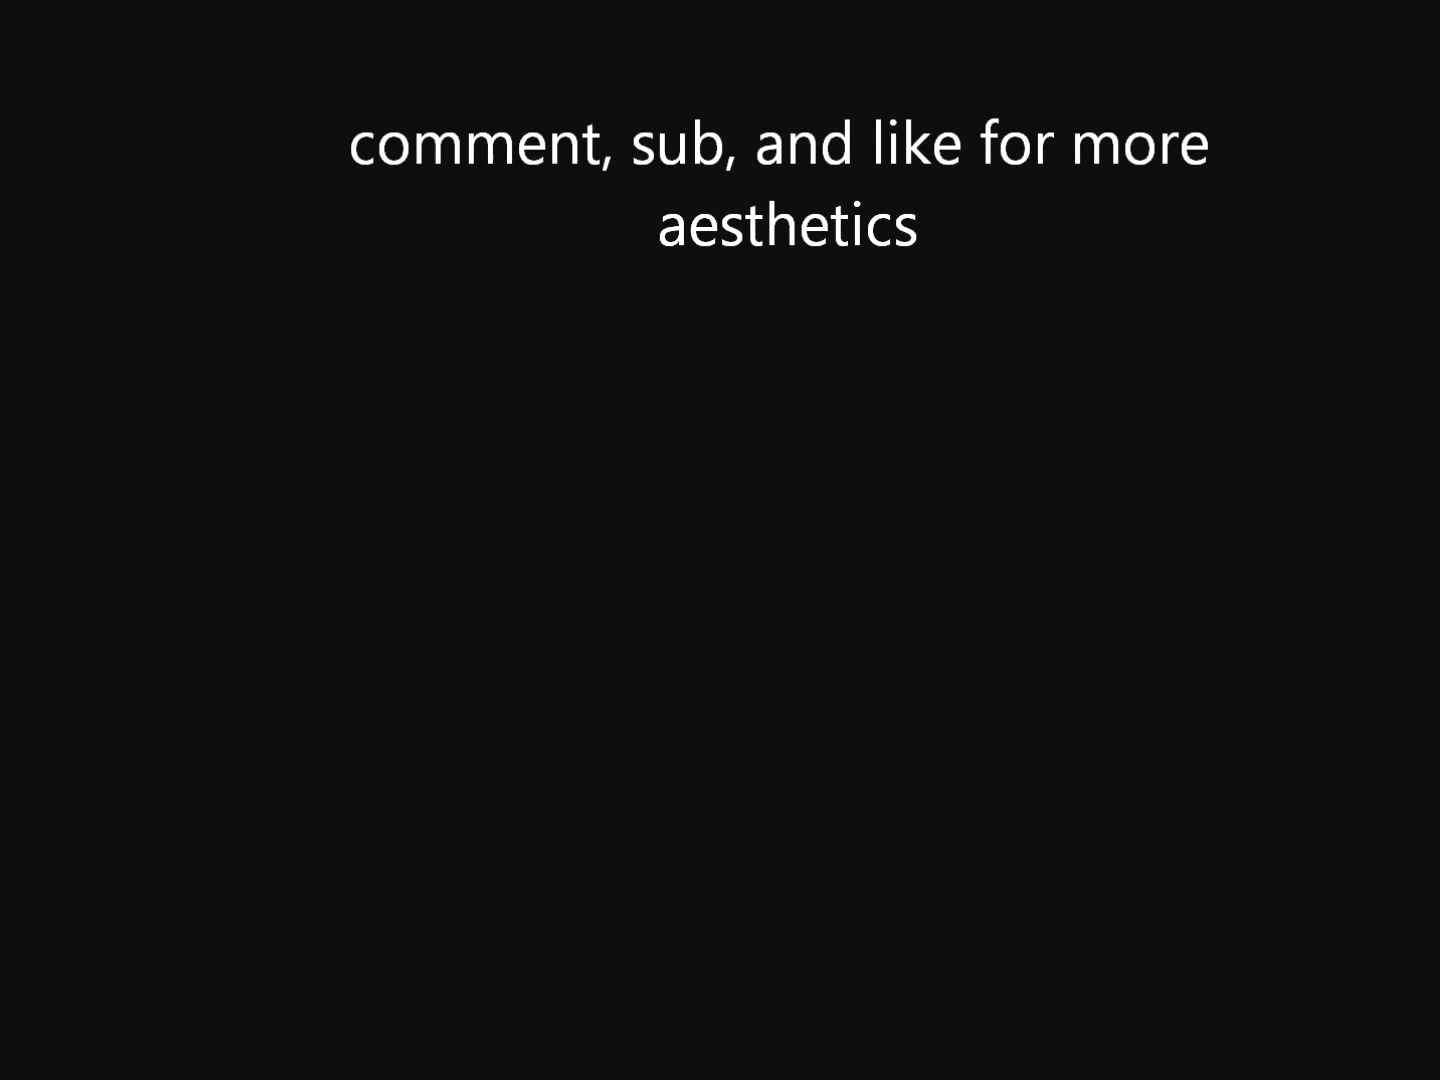 comment, sub, and like for more
aesthetics